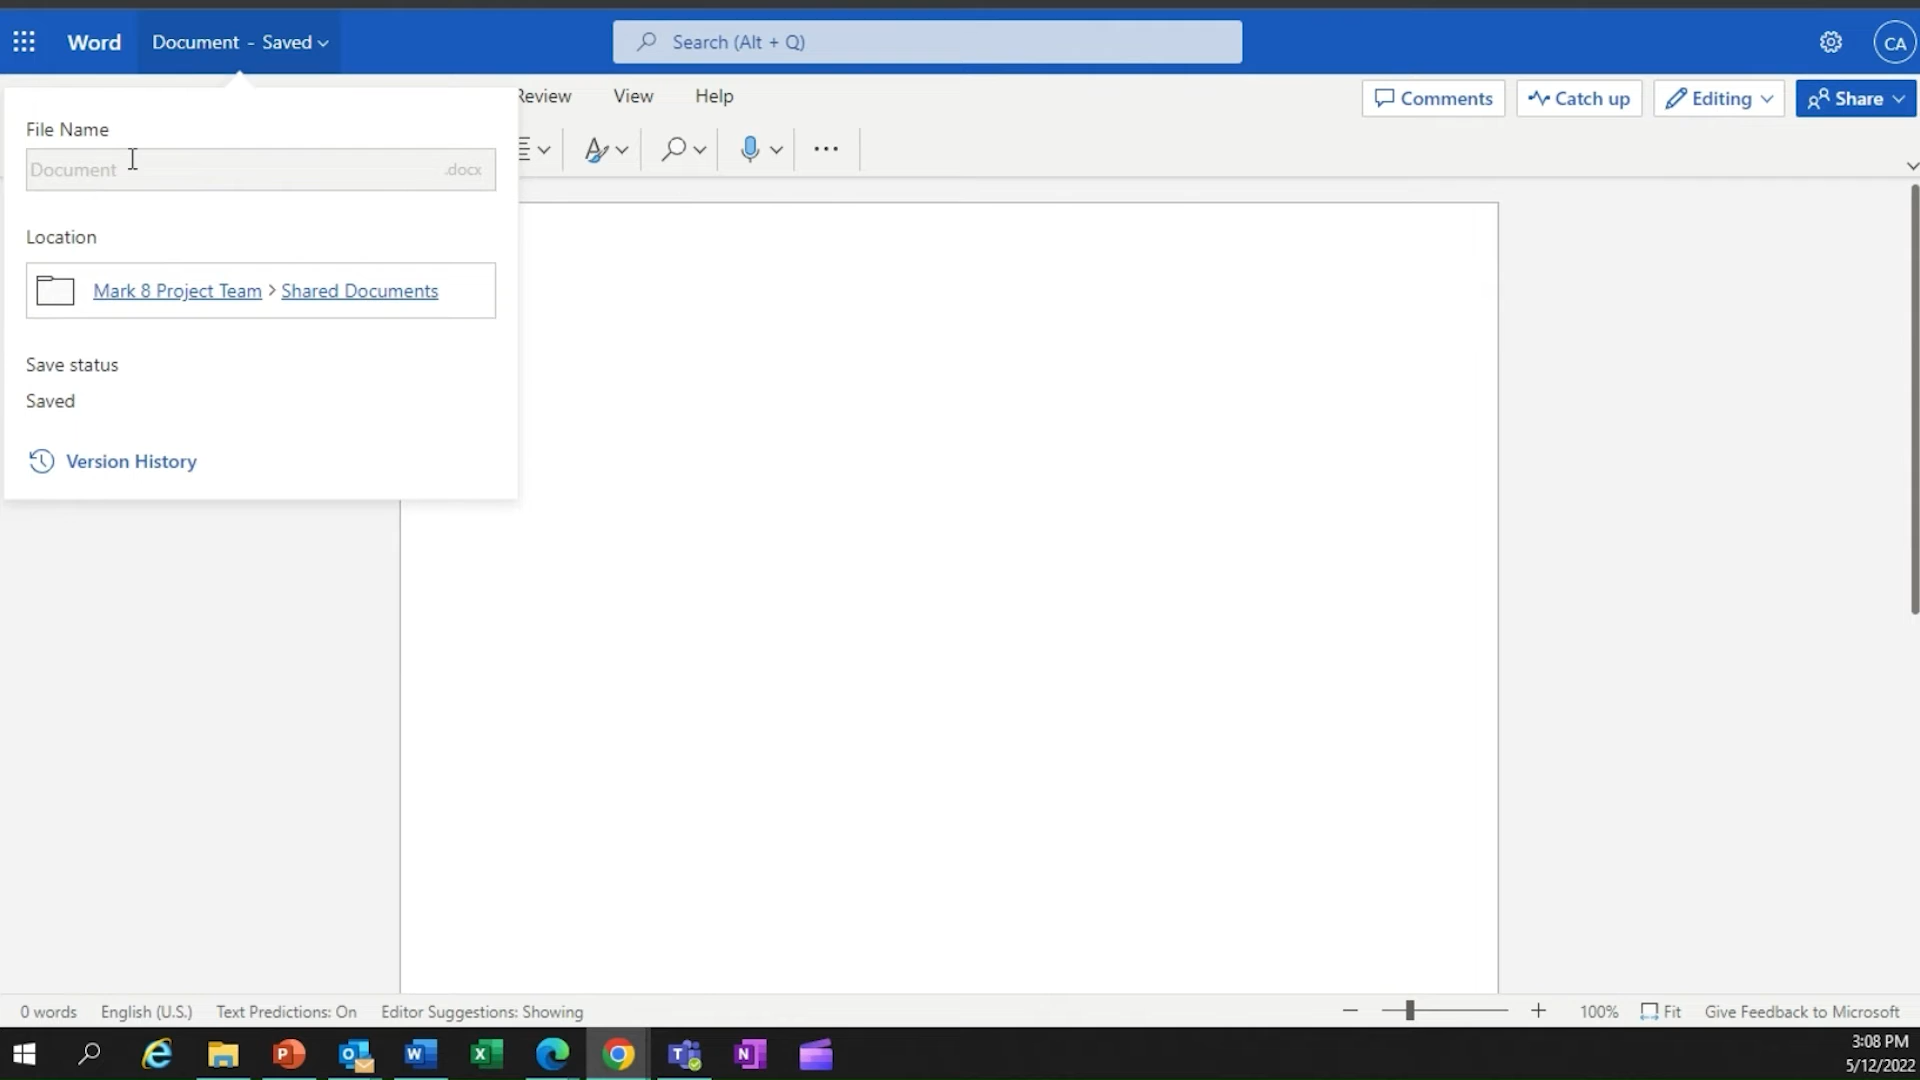 Word
Document - Saved
Search (Alt + Q)
CA
Review
View
Help
Comments
Catch up
Editing
Share
File Name
Document
.docx
Location
Mark 8 Project Team > Shared Documents
Save status
Saved
Version History
0 words
English (U.S.)
Text Predictions: On
Editor Suggestions: Showing
100%
Fit
Give Feedback to Microsoft
3:08 PM
5/12/2022